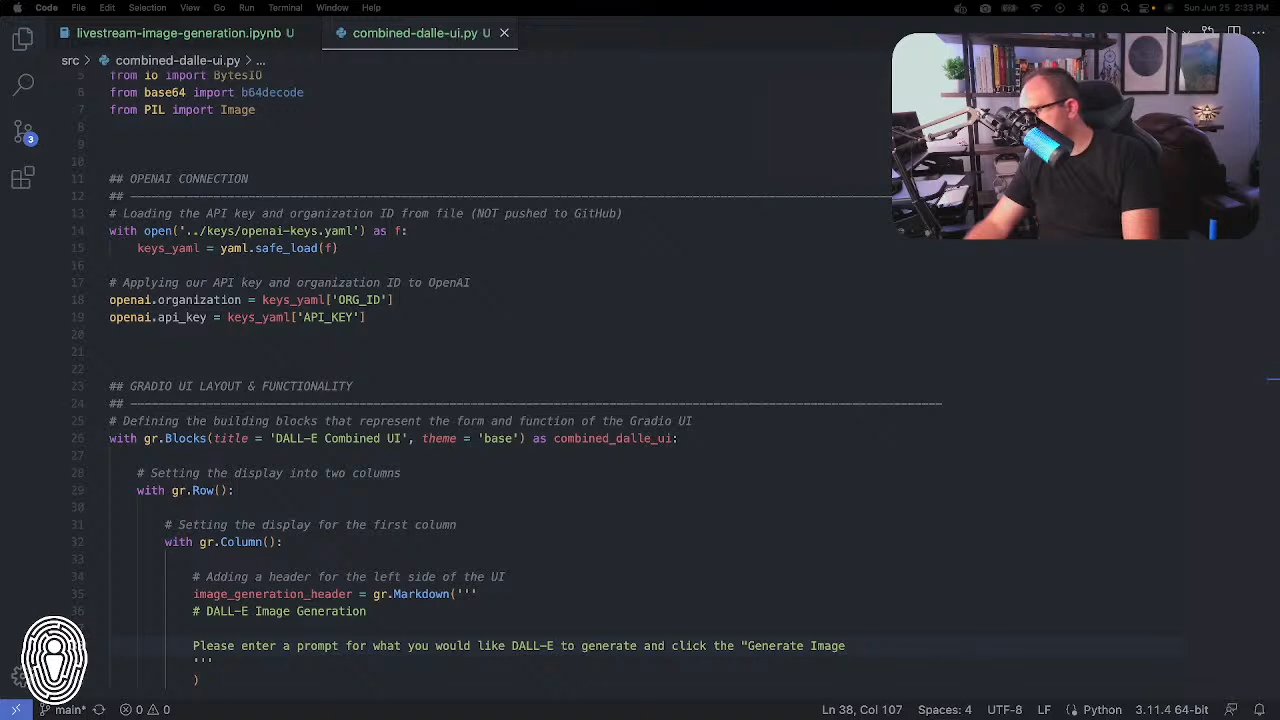 Code File Edit Selection View Go Run Terminal Window Help Sun Jun 25 2:33 PM
livestream-image-generation.ipynb U combined-dalle-ui.py U
src > combined-dalle-ui.py > ...
5 from io import BytesIO
6 from base64 import b64decode
7 from PIL import Image
8
9
10
11 ## OPENAI CONNECTION
12 ## ----------------------------------------------------------------
13 # Loading the API key and organization ID from file (NOT pushed to GitHub)
14 with open('../keys/openai-keys.yaml') as f:
15 keys_yaml = yaml.safe_load(f)
16
17 # Applying our API key and organization ID to OpenAI
18 openai.organization = keys_yaml['ORG_ID']
19 openai.api_key = keys_yaml['API_KEY']
20
21
22
23 ## GRADIO UI LAYOUT & FUNCTIONALITY
24 ## ----------------------------------------------------------------
25 # Defining the building blocks that represent the form and function of the Gradio UI
26 with gr.Blocks(title = 'DALL-E Combined UI', theme = 'base') as combined_dalle_ui:
27
28 # Setting the display into two columns
29 with gr.Row():
30
31 # Setting the display for the first column
32 with gr.Column():
33
34 # Adding a header for the left side of the UI
35 image_generation_header = gr.Markdown('''
36 # DALL-E Image Generation
Please enter a prompt for what you would like DALL-E to generate and click the "Generate Image
'''
)
3
main* 0 0 Ln 38, Col 107 Spaces: 4 UTF-8 LF Python 3.11.4 64-bit